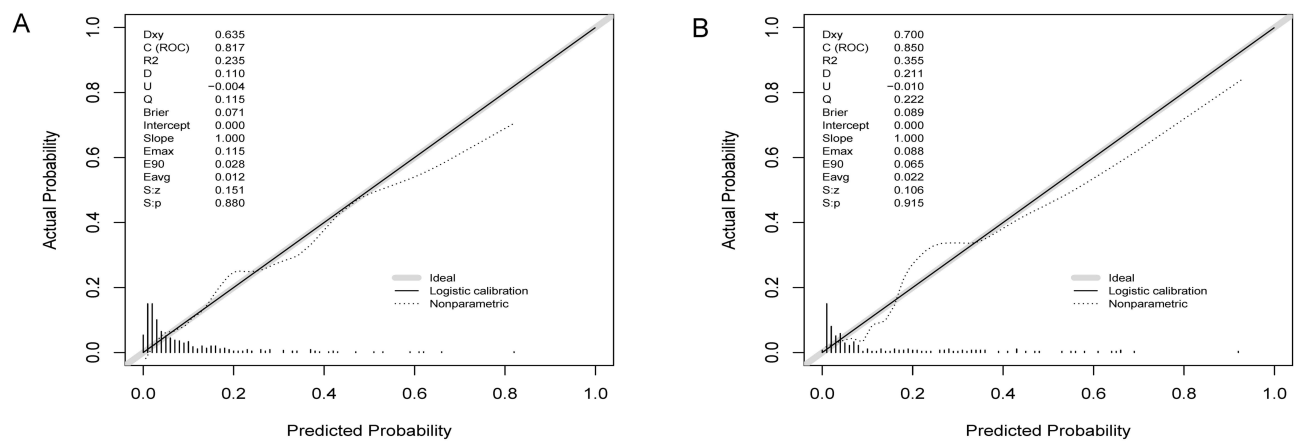 A
Dxy 0.635
C (ROC) 0.817
R2 0.235
D 0.110
U −0.004
Q 0.115
Brier 0.071
Intercept 0.000
Slope 1.000
Emax 0.115
E90 0.028
Eavg 0.012
S:z 0.151
S:p 0.880
Actual Probability
1.0
0.8
0.6
0.4
0.2
0.0
Ideal
Logistic calibration
Nonparametric
0.0 0.2 0.4 0.6 0.8 1.0
Predicted Probability
B
Dxy 0.700
C (ROC) 0.850
R2 0.355
D 0.211
U −0.010
Q 0.222
Brier 0.089
Intercept 0.000
Slope 1.000
Emax 0.088
E90 0.065
Eavg 0.022
S:z 0.106
S:p 0.915
Actual Probability
1.0
0.8
0.6
0.4
0.2
0.0
Ideal
Logistic calibration
Nonparametric
0.0 0.2 0.4 0.6 0.8 1.0
Predicted Probability